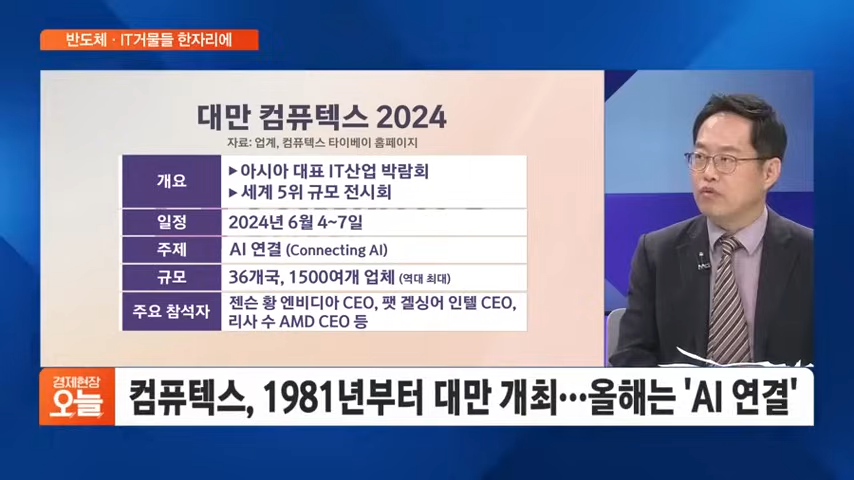 반도체·IT거물들 한자리에
대만 컴퓨텍스 2024
자료: 업계, 컴퓨텍스 타이베이 홈페이지
개요
▶아시아 대표 IT산업 박람회
▶세계 5위 규모 전시회
일정
2024년 6월 4~7일
주제
AI 연결 (Connecting AI)
규모
36개국, 1500여개 업체 (역대 최대)
주요 참석자
젠슨 황 엔비디아 CEO, 팻 겔싱어 인텔 CEO,
리사 수 AMD CEO 등
경제현장
오늘
컴퓨텍스, 1981년부터 대만 개최…올해는 'AI 연결'